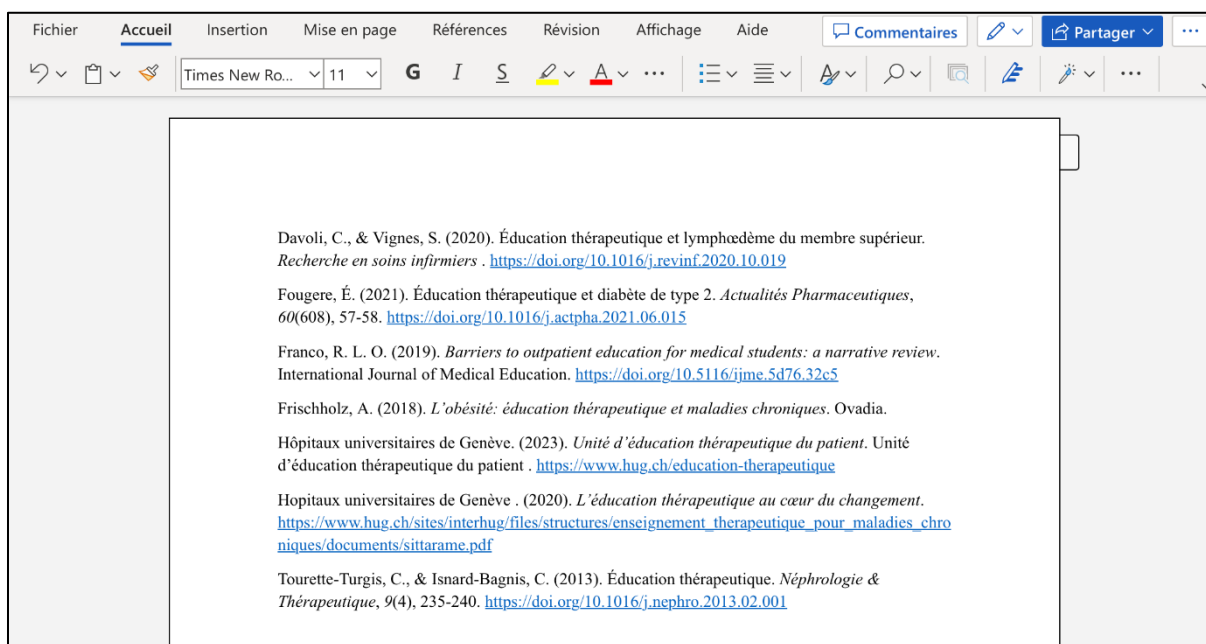 Fichier Accueil Insertion Mise en page Références Révision Affichage Aide Commentaires Partager
Times New Ro... 11 G I S A
Davoli, C., & Vignes, S. (2020). Éducation thérapeutique et lymphœdème du membre supérieur.
Recherche en soins infirmiers . https://doi.org/10.1016/j.revinf.2020.10.019
Fougere, É. (2021). Éducation thérapeutique et diabète de type 2. Actualités Pharmaceutiques,
60(608), 57-58. https://doi.org/10.1016/j.actpha.2021.06.015
Franco, R. L. O. (2019). Barriers to outpatient education for medical students: a narrative review.
International Journal of Medical Education. https://doi.org/10.5116/ijme.5d76.32c5
Frischholz, A. (2018). L'obésité: éducation thérapeutique et maladies chroniques. Ovadia.
Hôpitaux universitaires de Genève. (2023). Unité d'éducation thérapeutique du patient. Unité
d'éducation thérapeutique du patient . https://www.hug.ch/education-therapeutique
Hopitaux universitaires de Genève . (2020). L'éducation thérapeutique au cœur du changement.
https://www.hug.ch/sites/interhug/files/structures/enseignement_therapeutique_pour_maladies_chro
niques/documents/sittarame.pdf
Tourette-Turgis, C., & Isnard-Bagnis, C. (2013). Éducation thérapeutique. Néphrologie &
Thérapeutique, 9(4), 235-240. https://doi.org/10.1016/j.nephro.2013.02.001